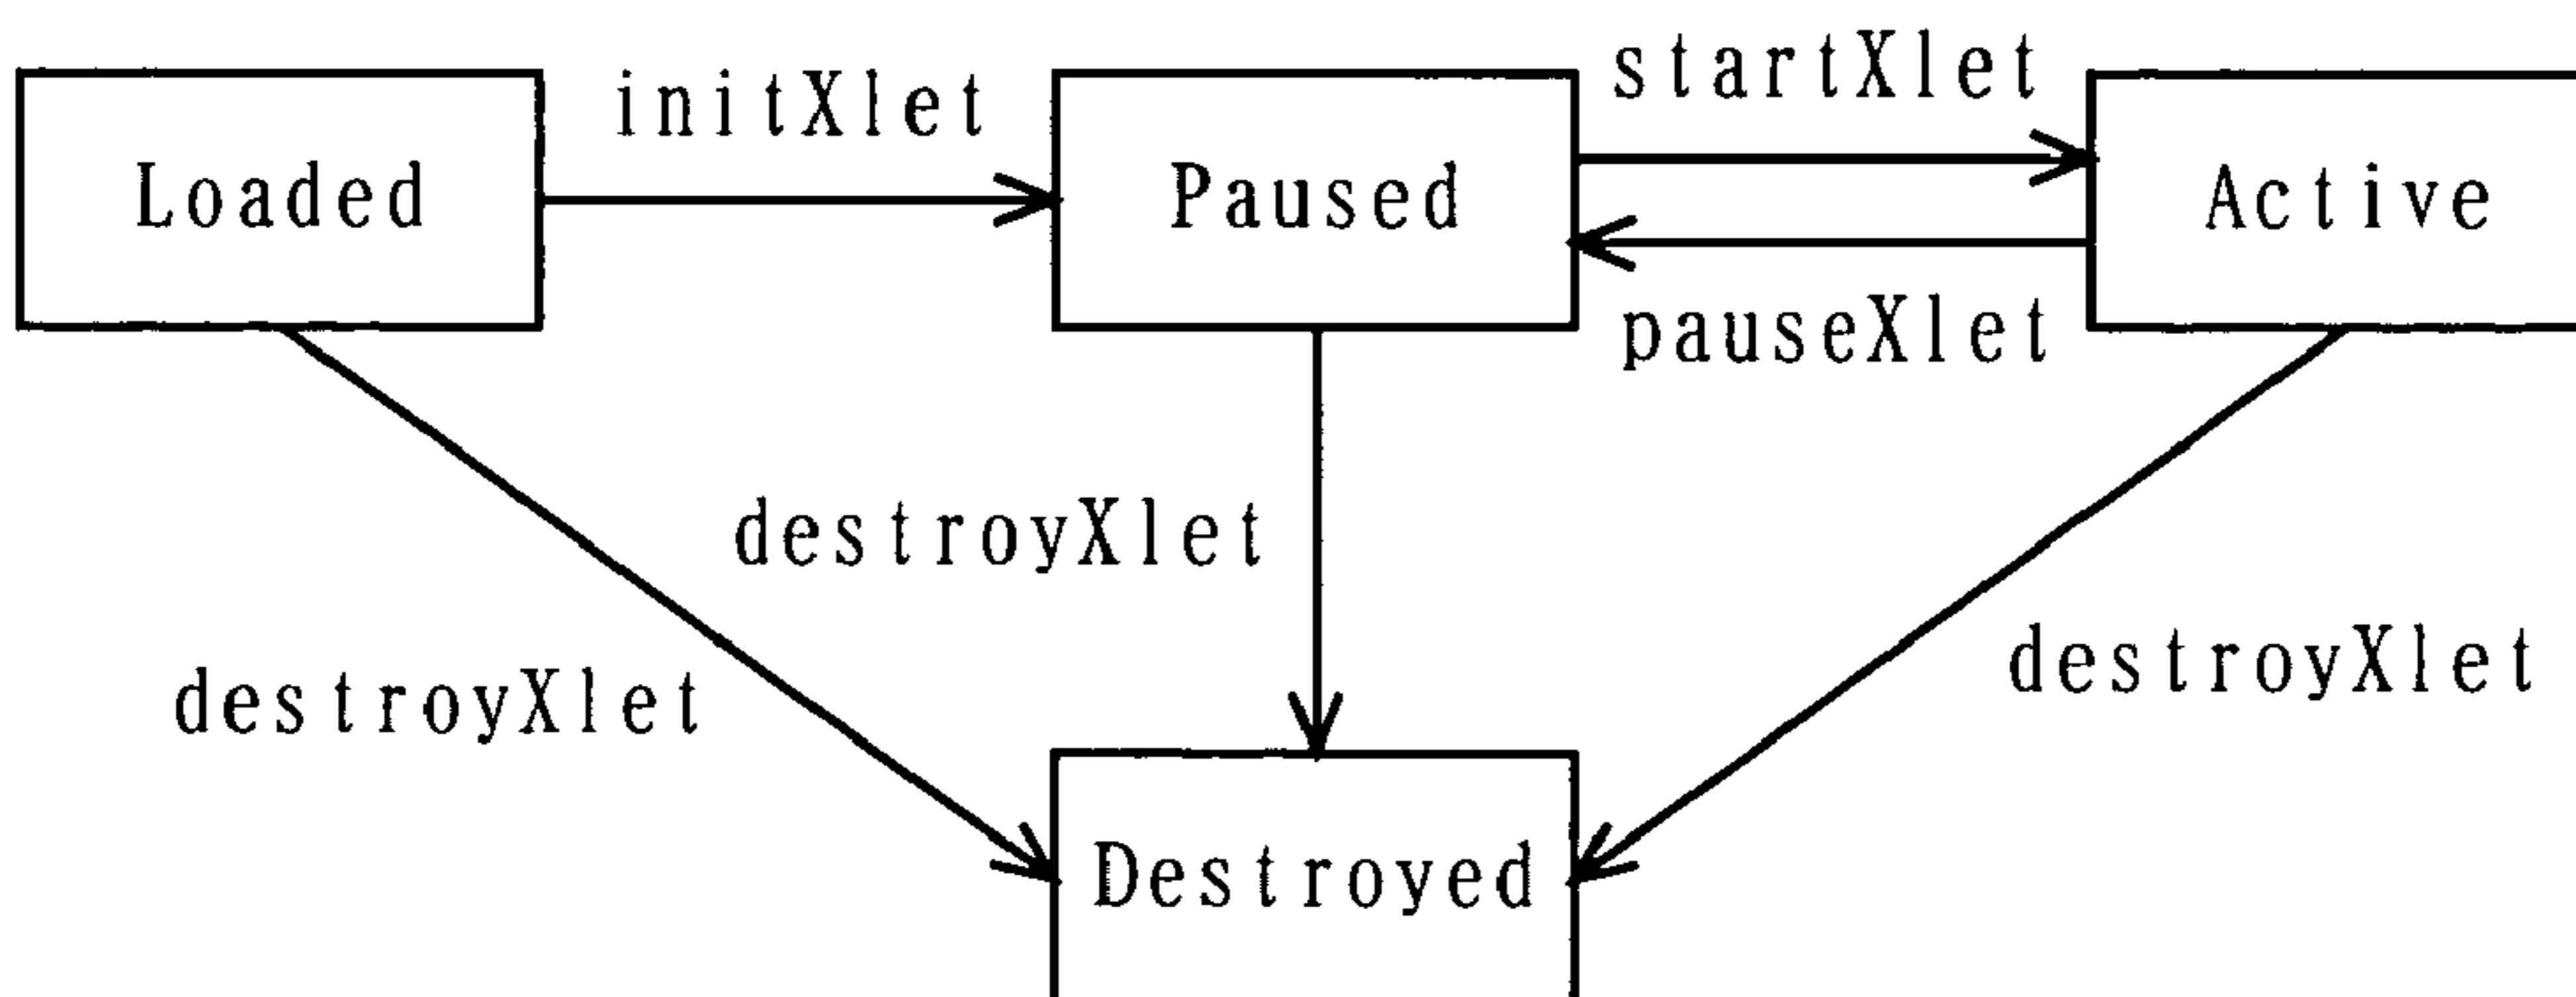 startXlet
initXlet
Loaded
Paused
Active
pauseXlet
destroyXlet
destroyXlet
destroyXlet
Destroyed